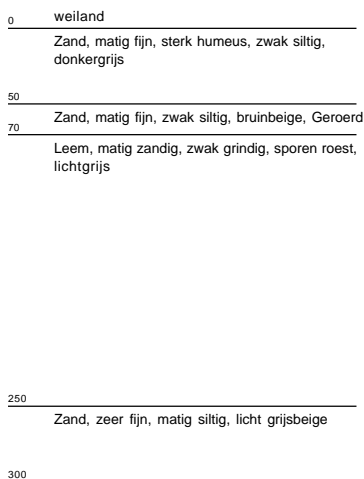 0 weiland
Zand, matig fijn, sterk humeus, zwak siltig,
donkergrijs
50
Zand, matig fijn, zwak siltig, bruinbeige, Geroerd
70
Leem, matig zandig, zwak grindig, sporen roest,
lichtgrijs
250
Zand, zeer fijn, matig siltig, licht grijsbeige
300